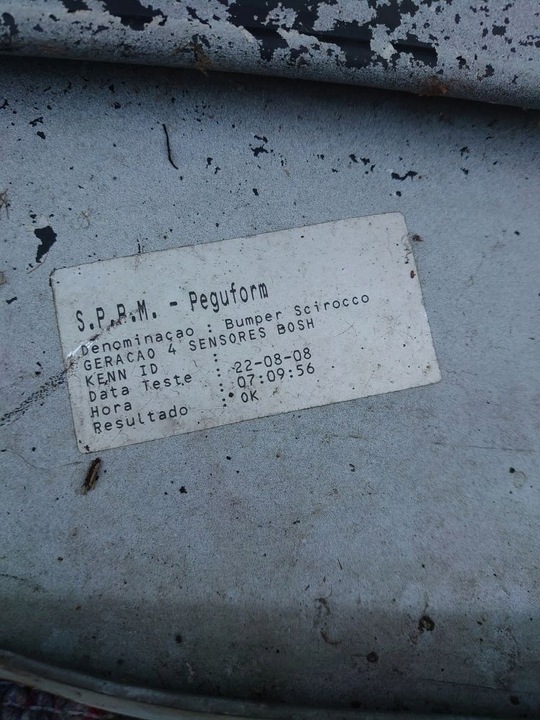 S.P.P.M. - Peguform
Denominacao : Bumper Scirocco
GERACAO 4 SENSORES BOSH
KENN ID :
Data Teste : 22-08-08
Hora : 07:09:56
Resultado : OK